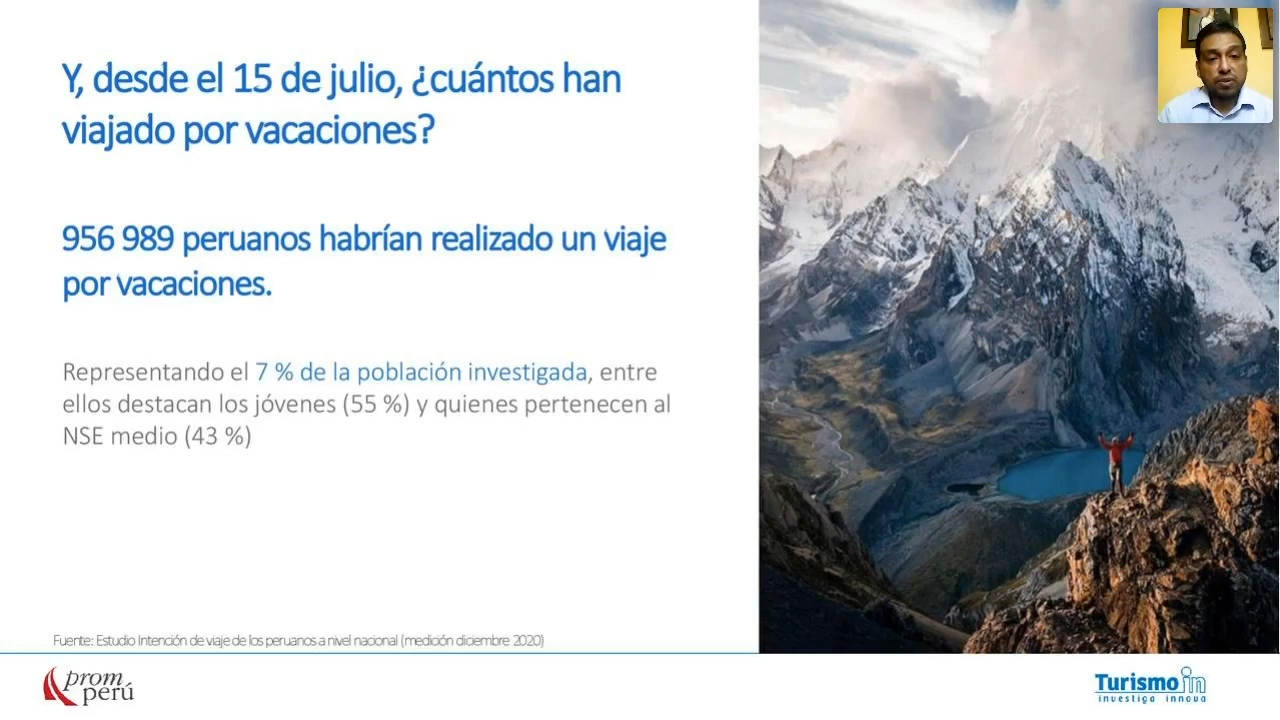 Y, desde el 15 de julio, ¿cuántos han
viajado por vacaciones?
956 989 peruanos habrían realizado un viaje
por vacaciones.
Representando el 7 % de la población investigada, entre
ellos destacan los jóvenes (55 %) y quienes pertenecen al
NSE medio (43 %)
Fuente: Estudio Intención de viaje de los peruanos a nivel nacional (medición diciembre 2020)
prom
perú
Turismo in
investiga innova